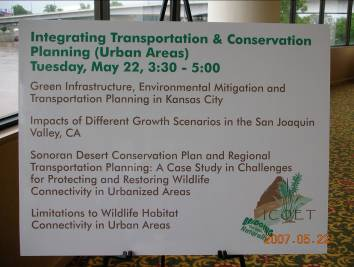 Integrating Transportation & Conservation
Planning (Urban Areas)
Tuesday, May 22, 3:30 - 5:00
Green Infrastructure, Environmental Mitigation and
Transportation Planning in Kansas City
Impacts of Different Growth Scenarios in the San Joaquin
Valley, CA
Sonoran Desert Conservation Plan and Regional
Transportation Planning: A Case Study in Challenges
for Protecting and Restoring Wildlife
Connectivity in Urbanized Areas
Limitations to Wildlife Habitat
Connectivity in Urban Areas
ICOET
2007.05.22